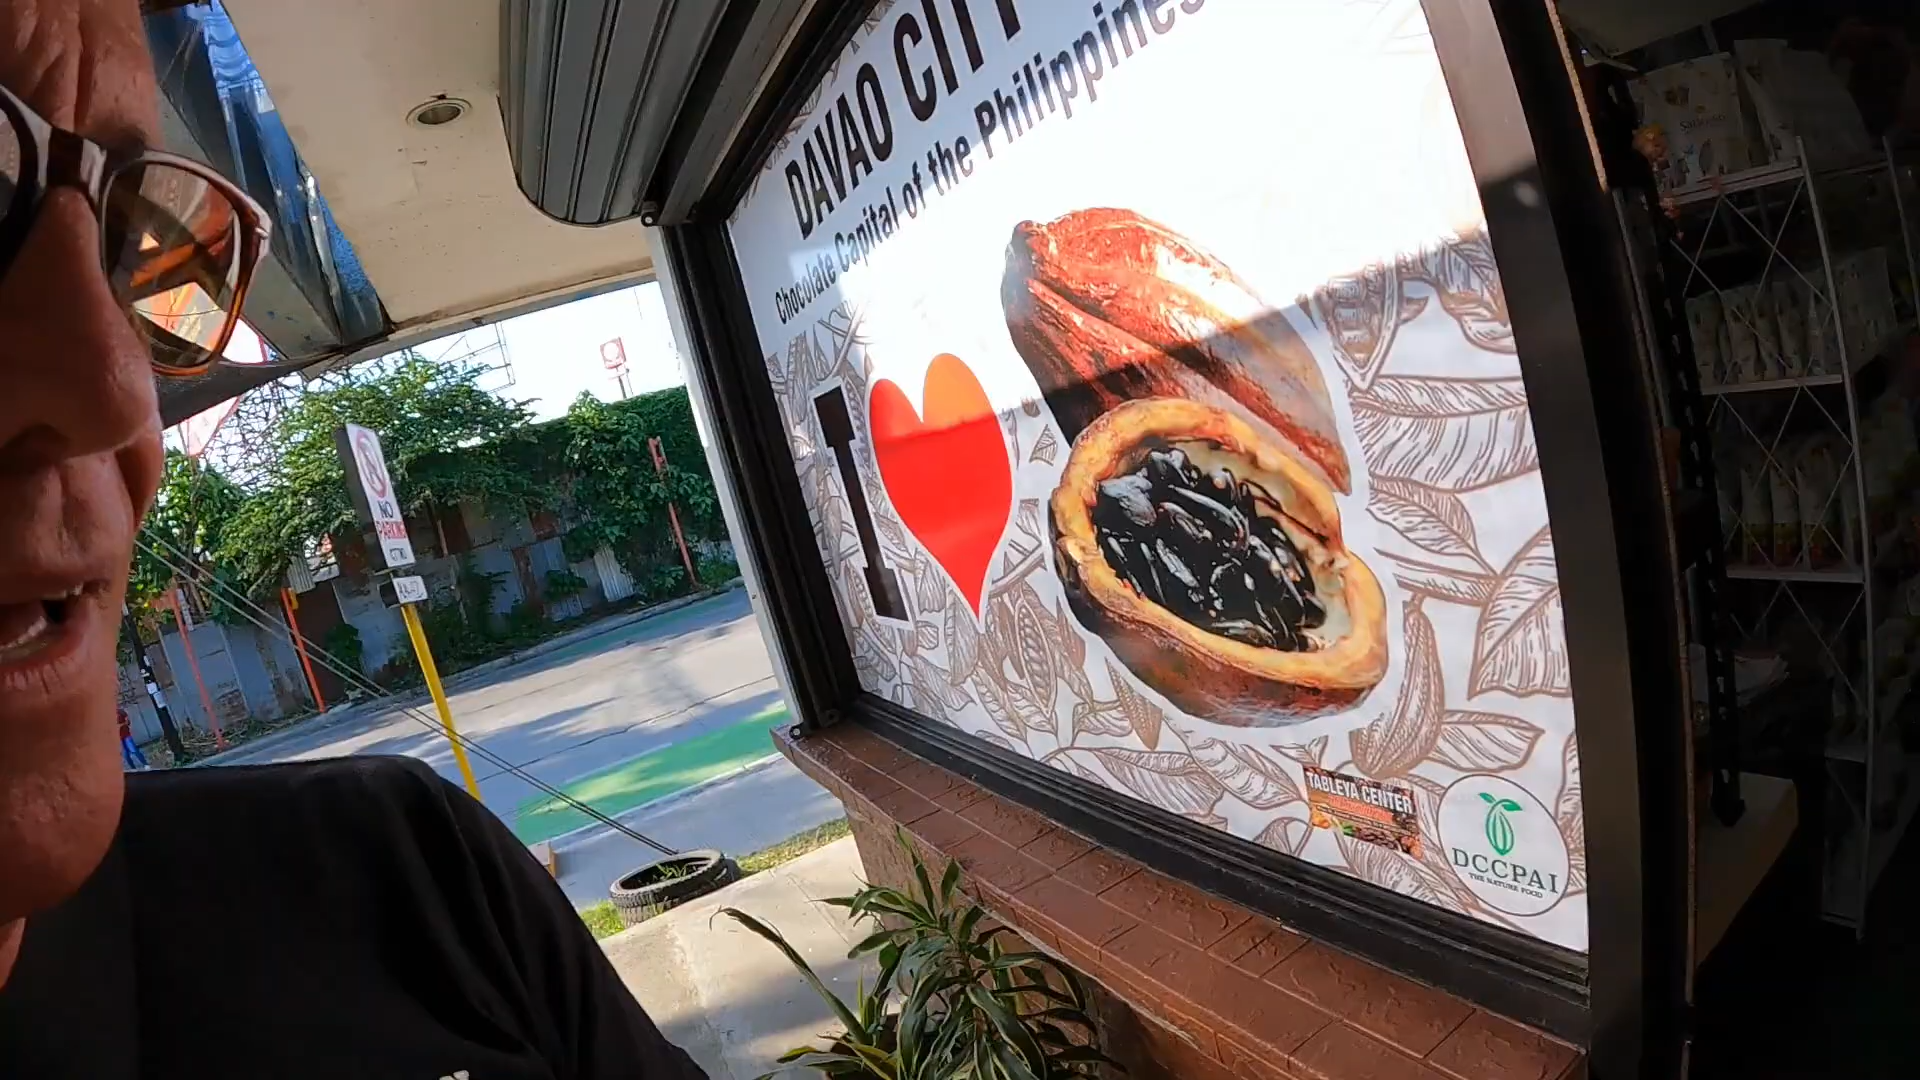 DAVAO CITY
Chocolate Capital of the Philippines
I
NO
PARKING
TABLEYA CENTER
DCCPAI
THE NATURE FOOD